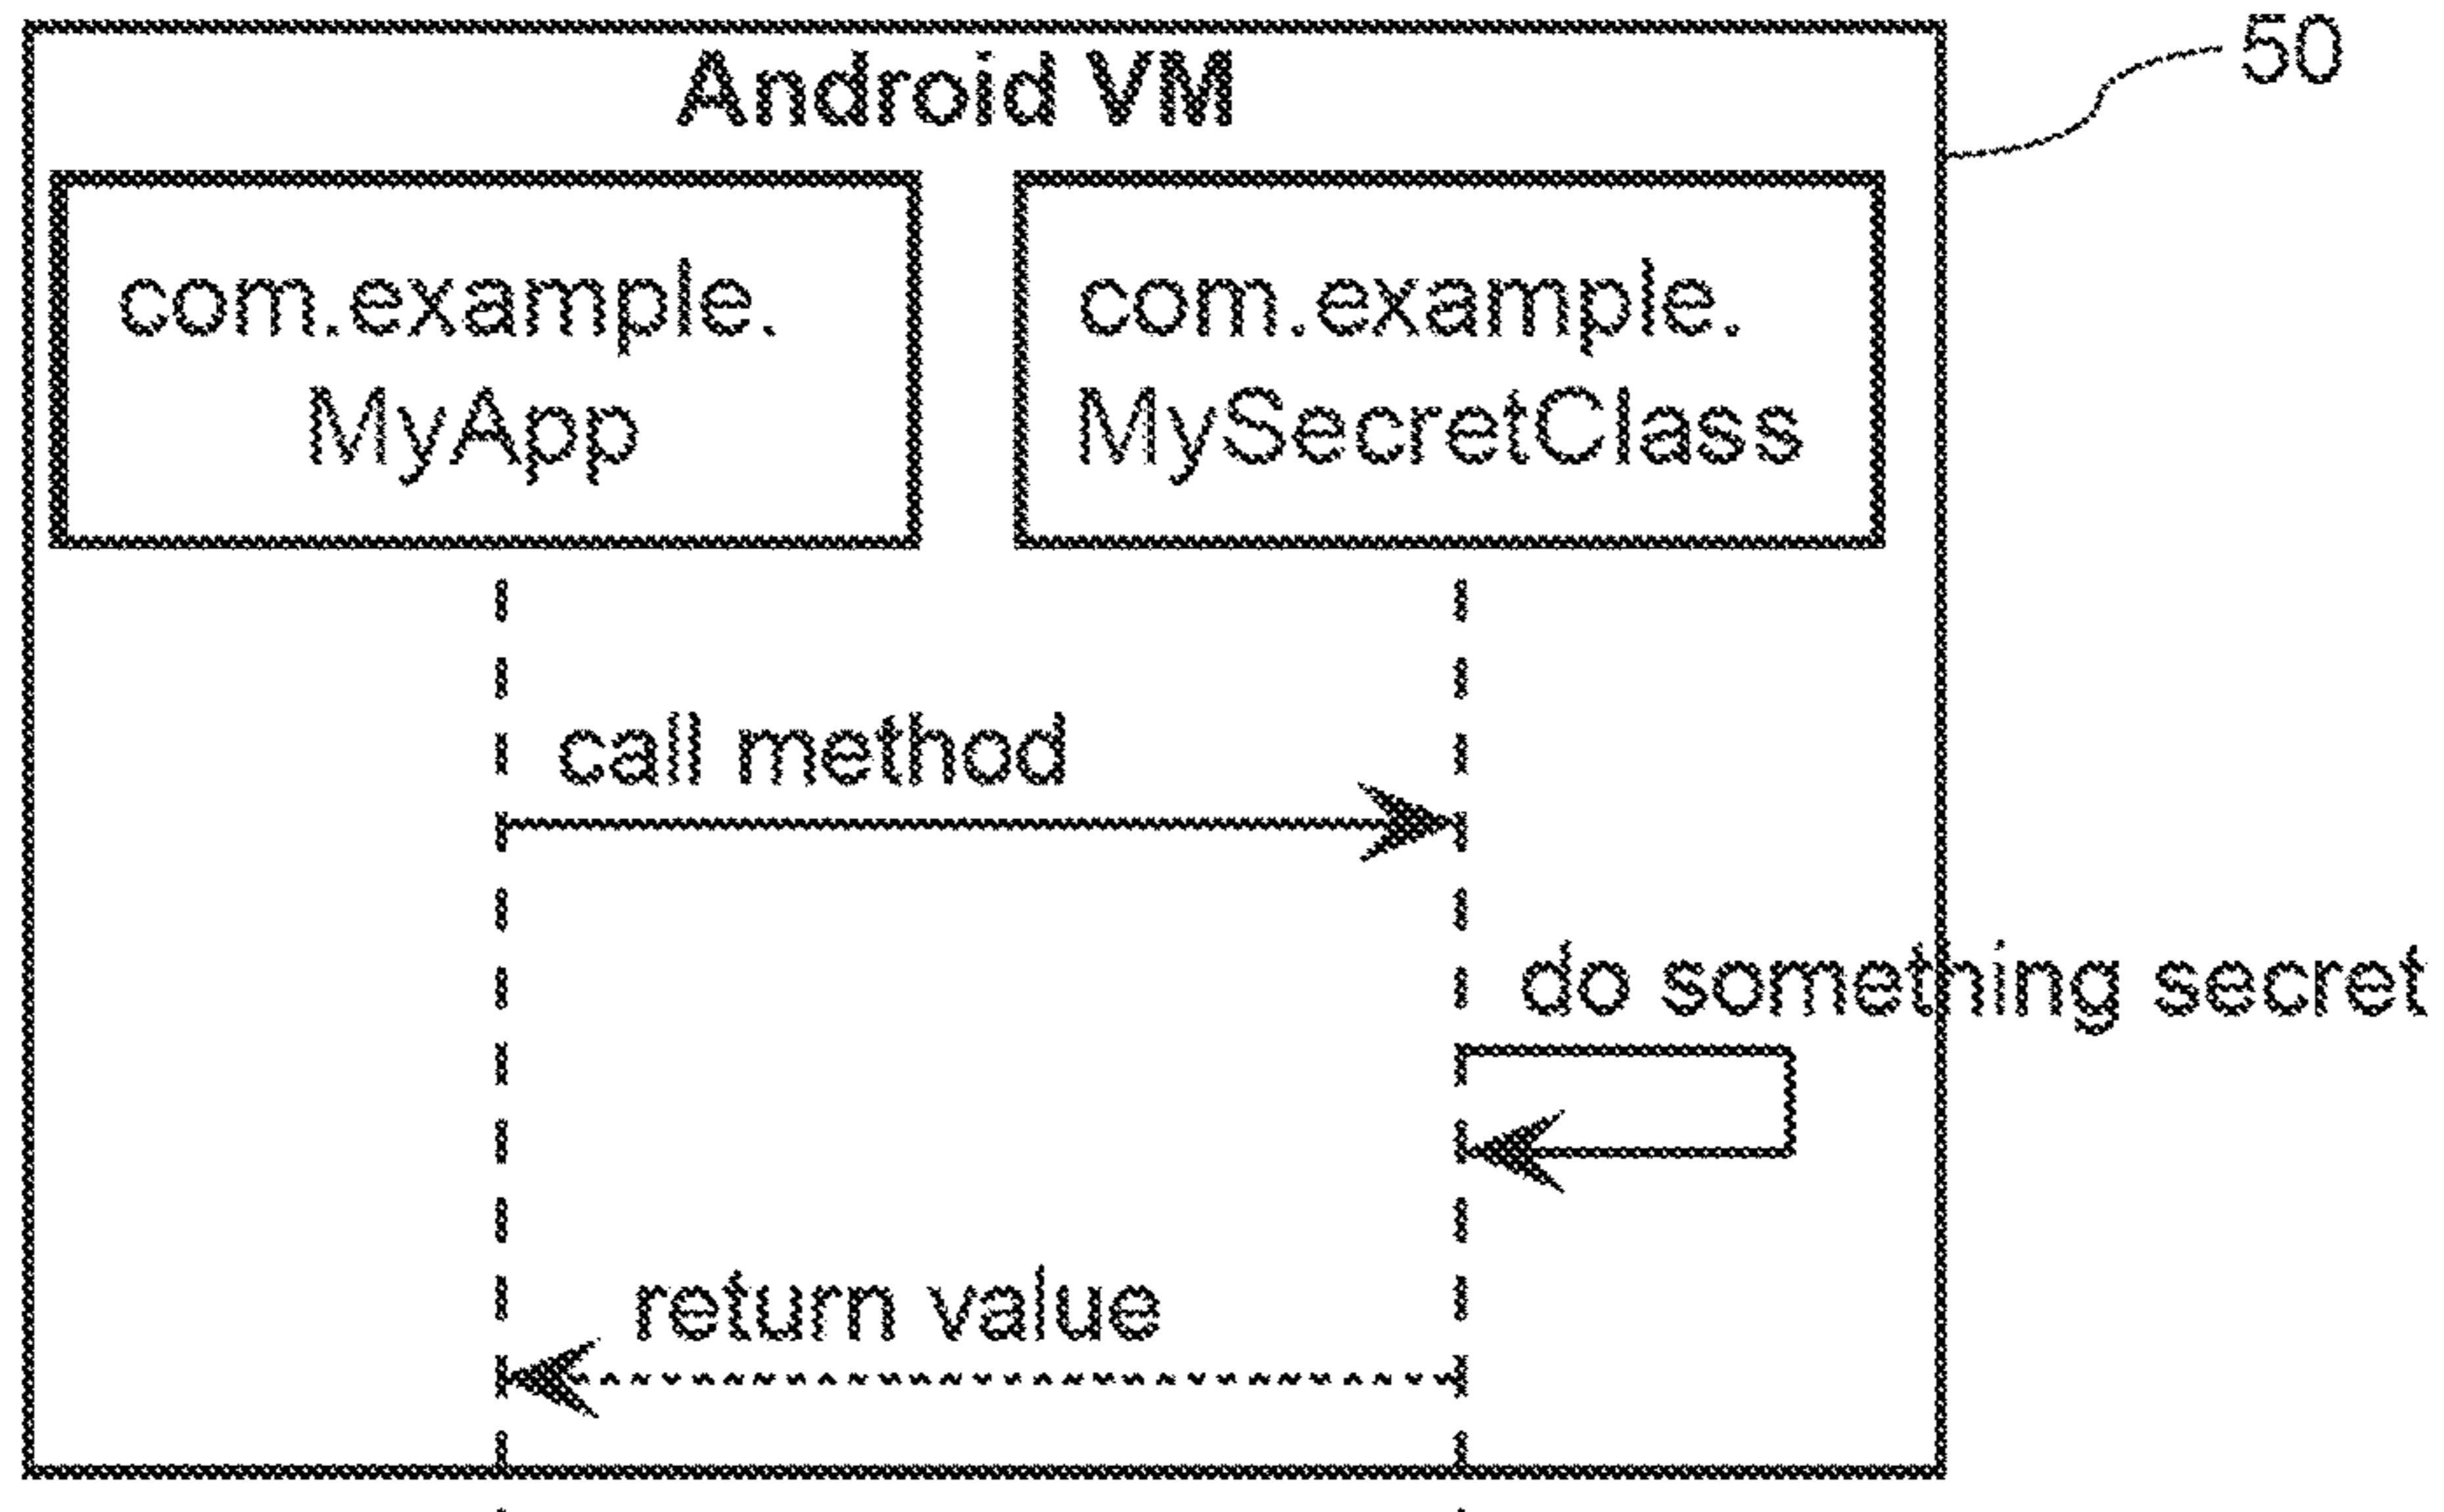 50
Android VM
com.example.
MyApp
com.example.
MySecretClass
call method
do something secret
return value